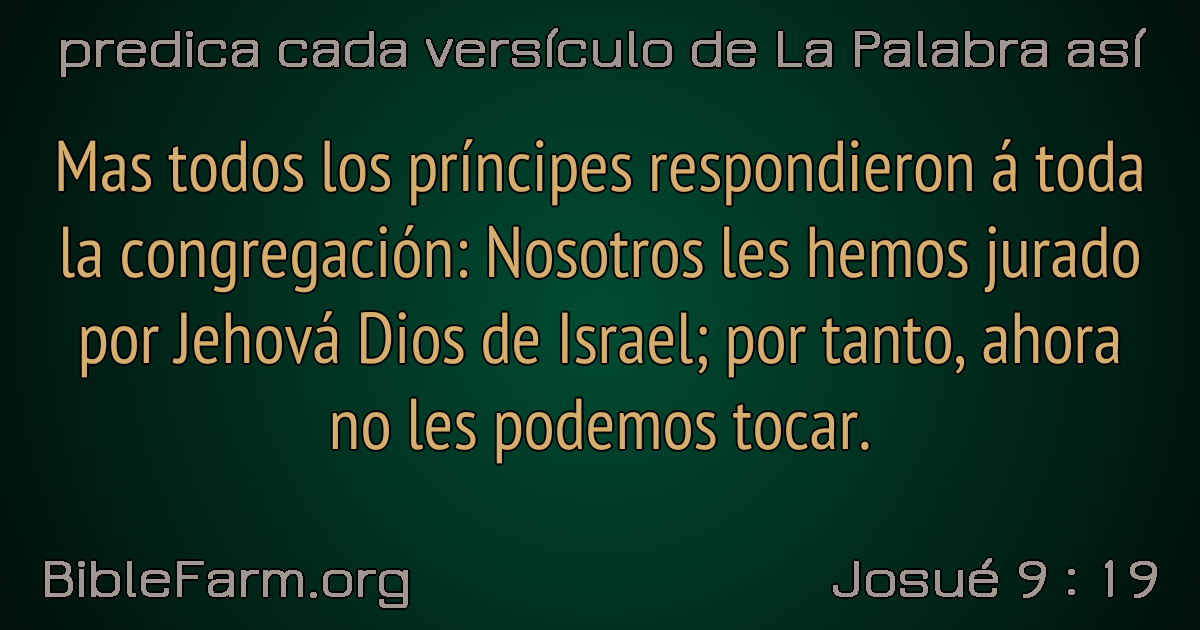 predica cada versículo de La Palabra así
Mas todos los príncipes respondieron á toda
la congregación: Nosotros les hemos jurado
por Jehová Dios de Israel; por tanto, ahora
no les podemos tocar.
BibleFarm.org
Josué 9 : 19